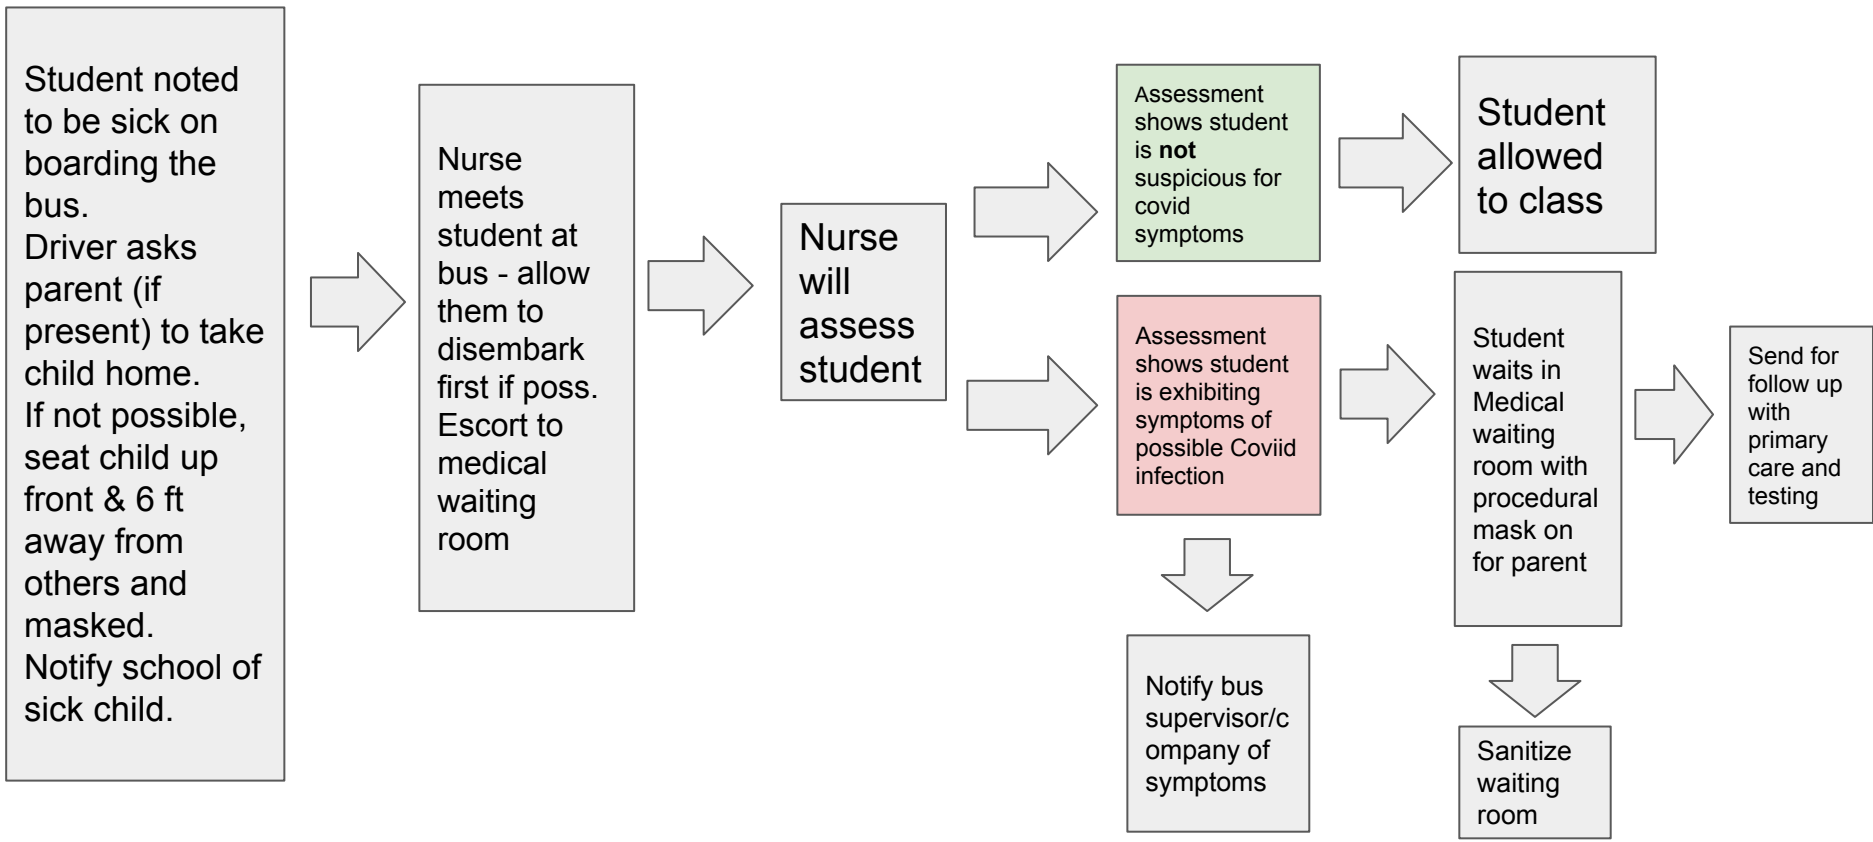 Student noted
to be sick on
boarding the
bus.
Driver asks
parent (if
present) to take
child home.
If not possible,
seat child up
front & 6 ft
away from
others and
masked.
Notify school of
sick child.
Nurse
meets
student at
bus - allow
them to
disembark
first if poss.
Escort to
medical
waiting
room
Nurse
will
assess
student
Assessment
shows student
is not
suspicious for
covid
symptoms
Student
allowed
to class
Assessment
shows student
is exhibiting
symptoms of
possible Coviid
infection
Student
waits in
Medical
waiting
room with
procedural
mask on
for parent
Send for
follow up
with
primary
care and
testing
Notify bus
supervisor/c
ompany of
symptoms
Sanitize
waiting
room